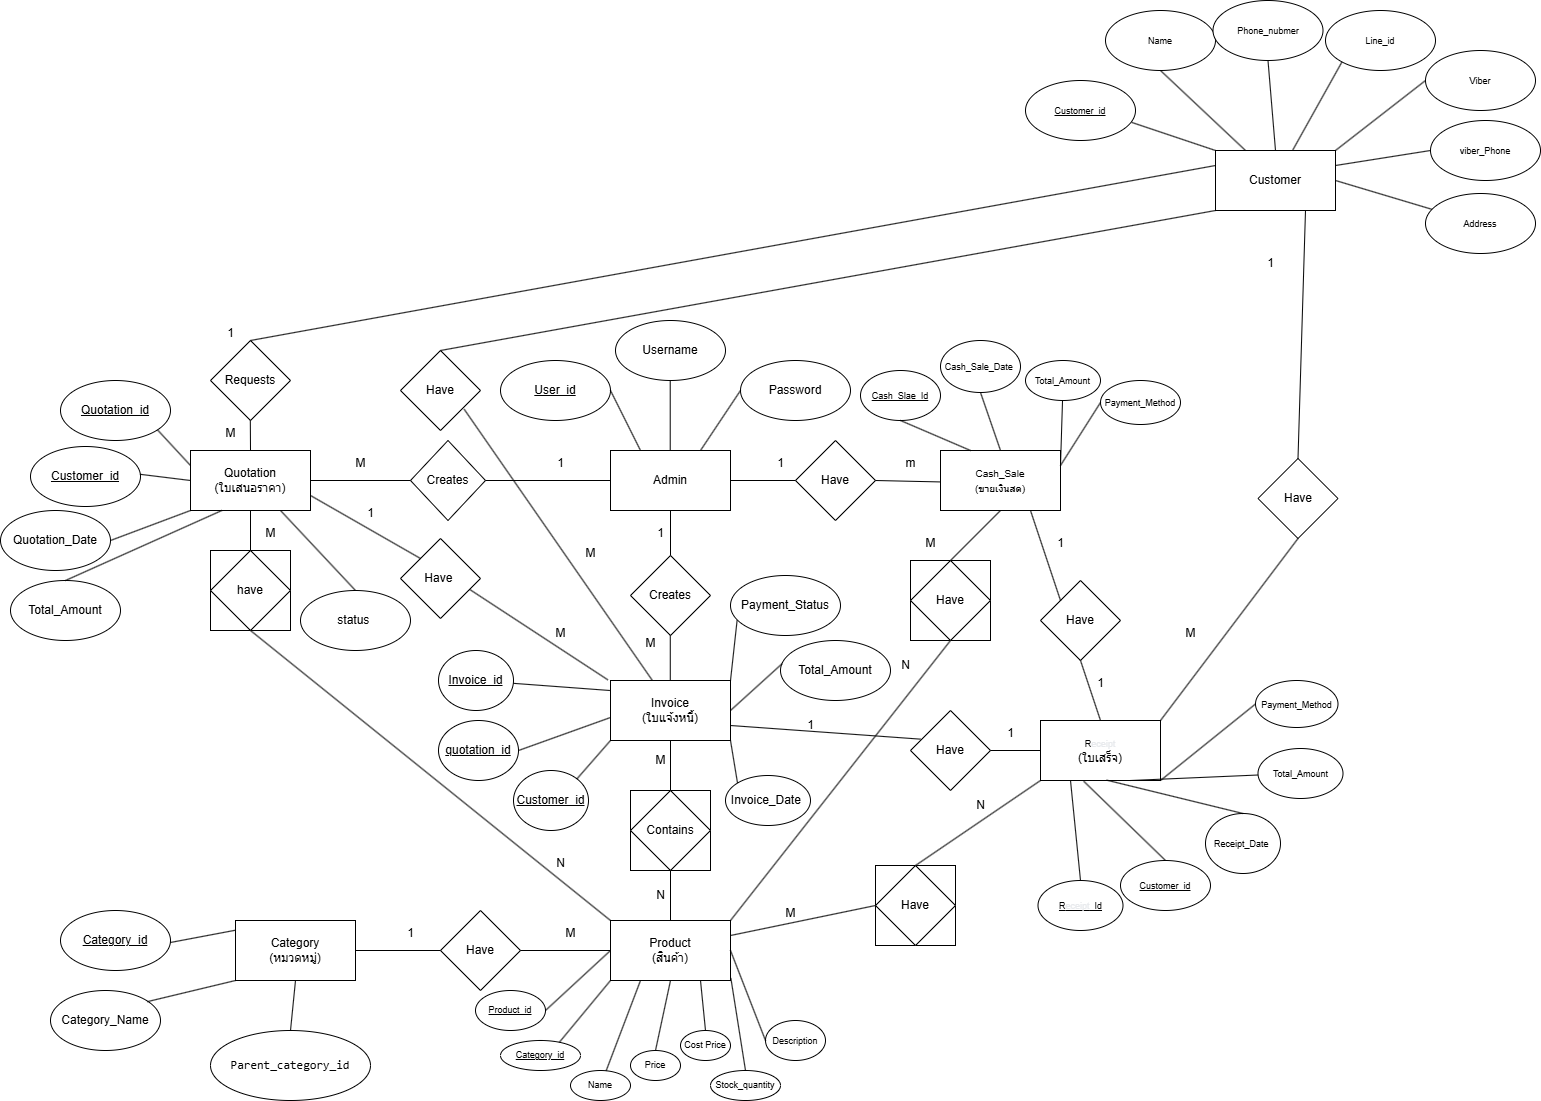 Name
Phone_nubmer
Line_id
Viber
Customer_id
viber_Phone
Customer
Address
1
1
Requests
Have
Username
User_id
Password
Cash_Sale_Date
Total_Amount
Cash_Slae_Id
Payment_Method
Quotation_id
M
Customer_id
Quotation
(ใบเสนอราคา)
M
Creates
1
Admin
1
Have
m
Cash_Sale
(ขายเงินสด)
Have
Quotation_Date
M
1
M
1
M
1
have
Have
Creates
Have
Have
Total_Amount
status
Payment_Status
M
M
M
N
Invoice_id
Total_Amount
1
Invoice
(ใบแจ้งหนี้)
Payment_Method
quotation_id
1
Have
1
Receipt
(ใบเสร็จ)
Total_Amount
M
Customer_id
Invoice_Date
N
Contains
Receipt_Date
N
N
M
Have
Customer_id
Receipt_Id
Category_id
Category
(หมวดหมู่)
1
Have
M
Product
(สินค้า)
Category_Name
Product_id
Description
Parent_category_id
Category_id
Cost Price
Name
Price
Stock_quantity